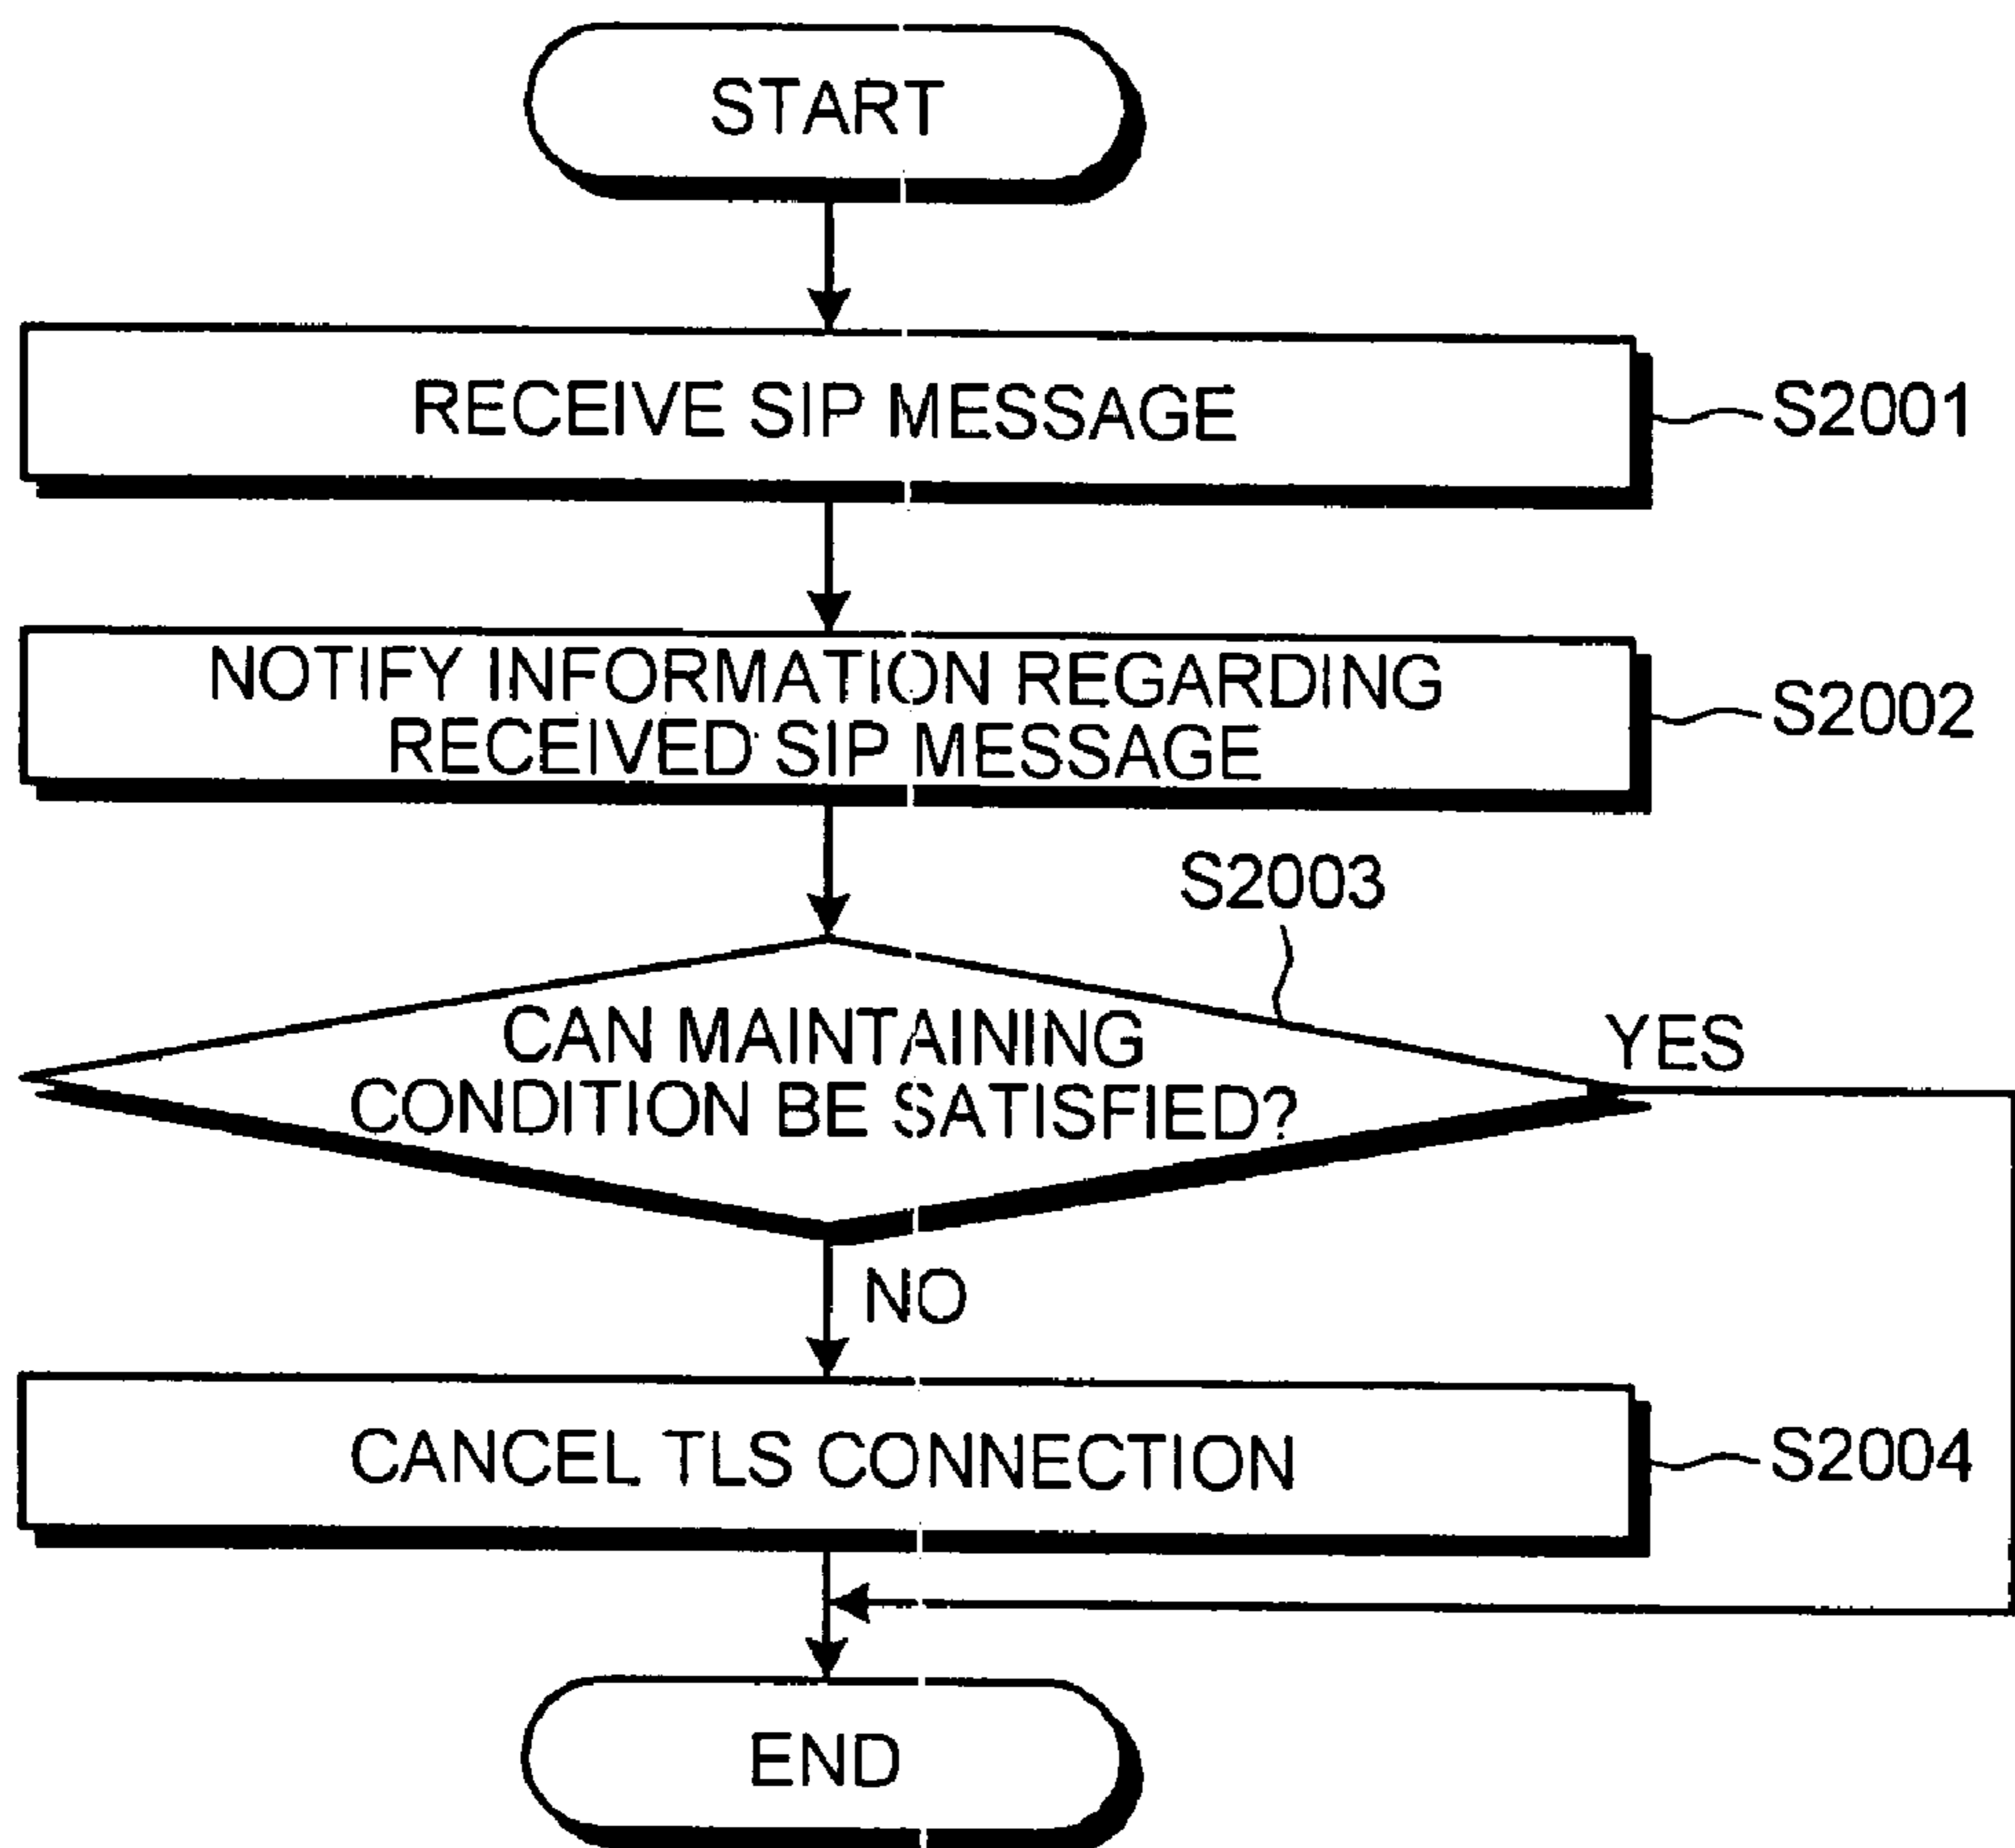 START
RECEIVE SIP MESSAGE
S2001
NOTIFY INFORMATION REGARDING
RECEIVED SIP MESSAGE
S2002
S2003
CAN MAINTAINING
CONDITION BE SATISFIED?
YES
NO
CANCEL TLS CONNECTION
S2004
END